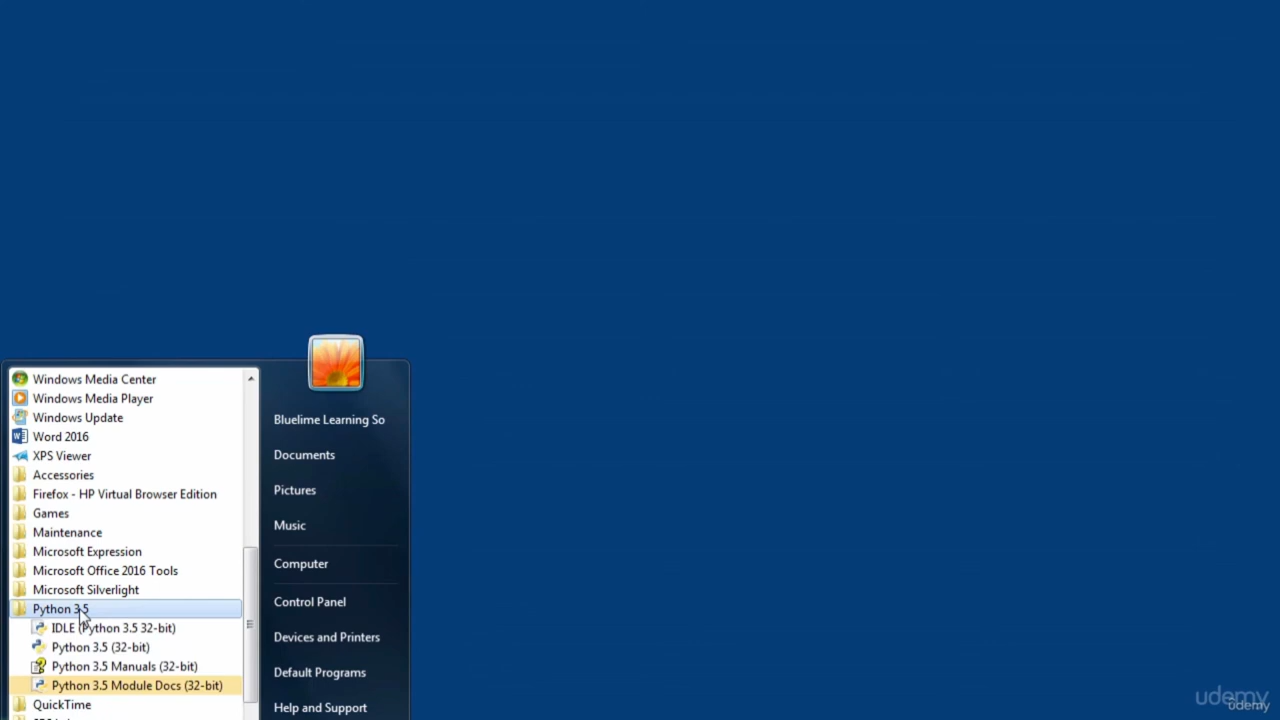 Windows Media Center
Windows Media Player
Windows Update
Word 2016
XPS Viewer
Accessories
Firefox - HP Virtual Browser Edition
Games
Maintenance
Microsoft Expression
Microsoft Office 2016 Tools
Microsoft Silverlight
Python 3.5
IDLE (Python 3.5 32-bit)
Python 3.5 (32-bit)
Python 3.5 Manuals (32-bit)
Python 3.5 Module Docs (32-bit)
QuickTime
Bluelime Learning So
Documents
Pictures
Music
Computer
Control Panel
Devices and Printers
Default Programs
Help and Support
udemy
udemy